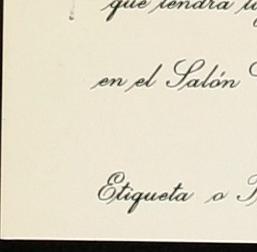 que tendrá
en el Salón
Etiqueta o